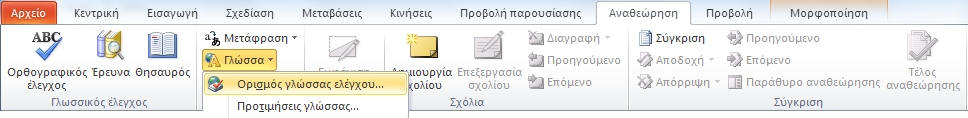 Αρχείο Κεντρική Εισαγωγή Σχεδίαση Μεταβάσεις Κινήσεις Προβολή παρουσίασης Αναθεώρηση Προβολή Μορφοποίηση
ABC
Ορθογραφικός έλεγχος
Έρευνα
Θησαυρός
Γλωσσικός έλεγχος
Μετάφραση
Γλώσσα
Ορισμός γλώσσας ελέγχου...
Προτιμήσεις γλώσσας...
Δημιουργία σχολίου
Επεξεργασία σχολίου
Διαγραφή
Προηγούμενο
Επόμενο
Σχόλια
Σύγκριση
Αποδοχή
Απόρριψη
Προηγούμενο
Επόμενο
Παράθυρο αναθεώρησης
Τέλος αναθεώρησης
Σύγκριση